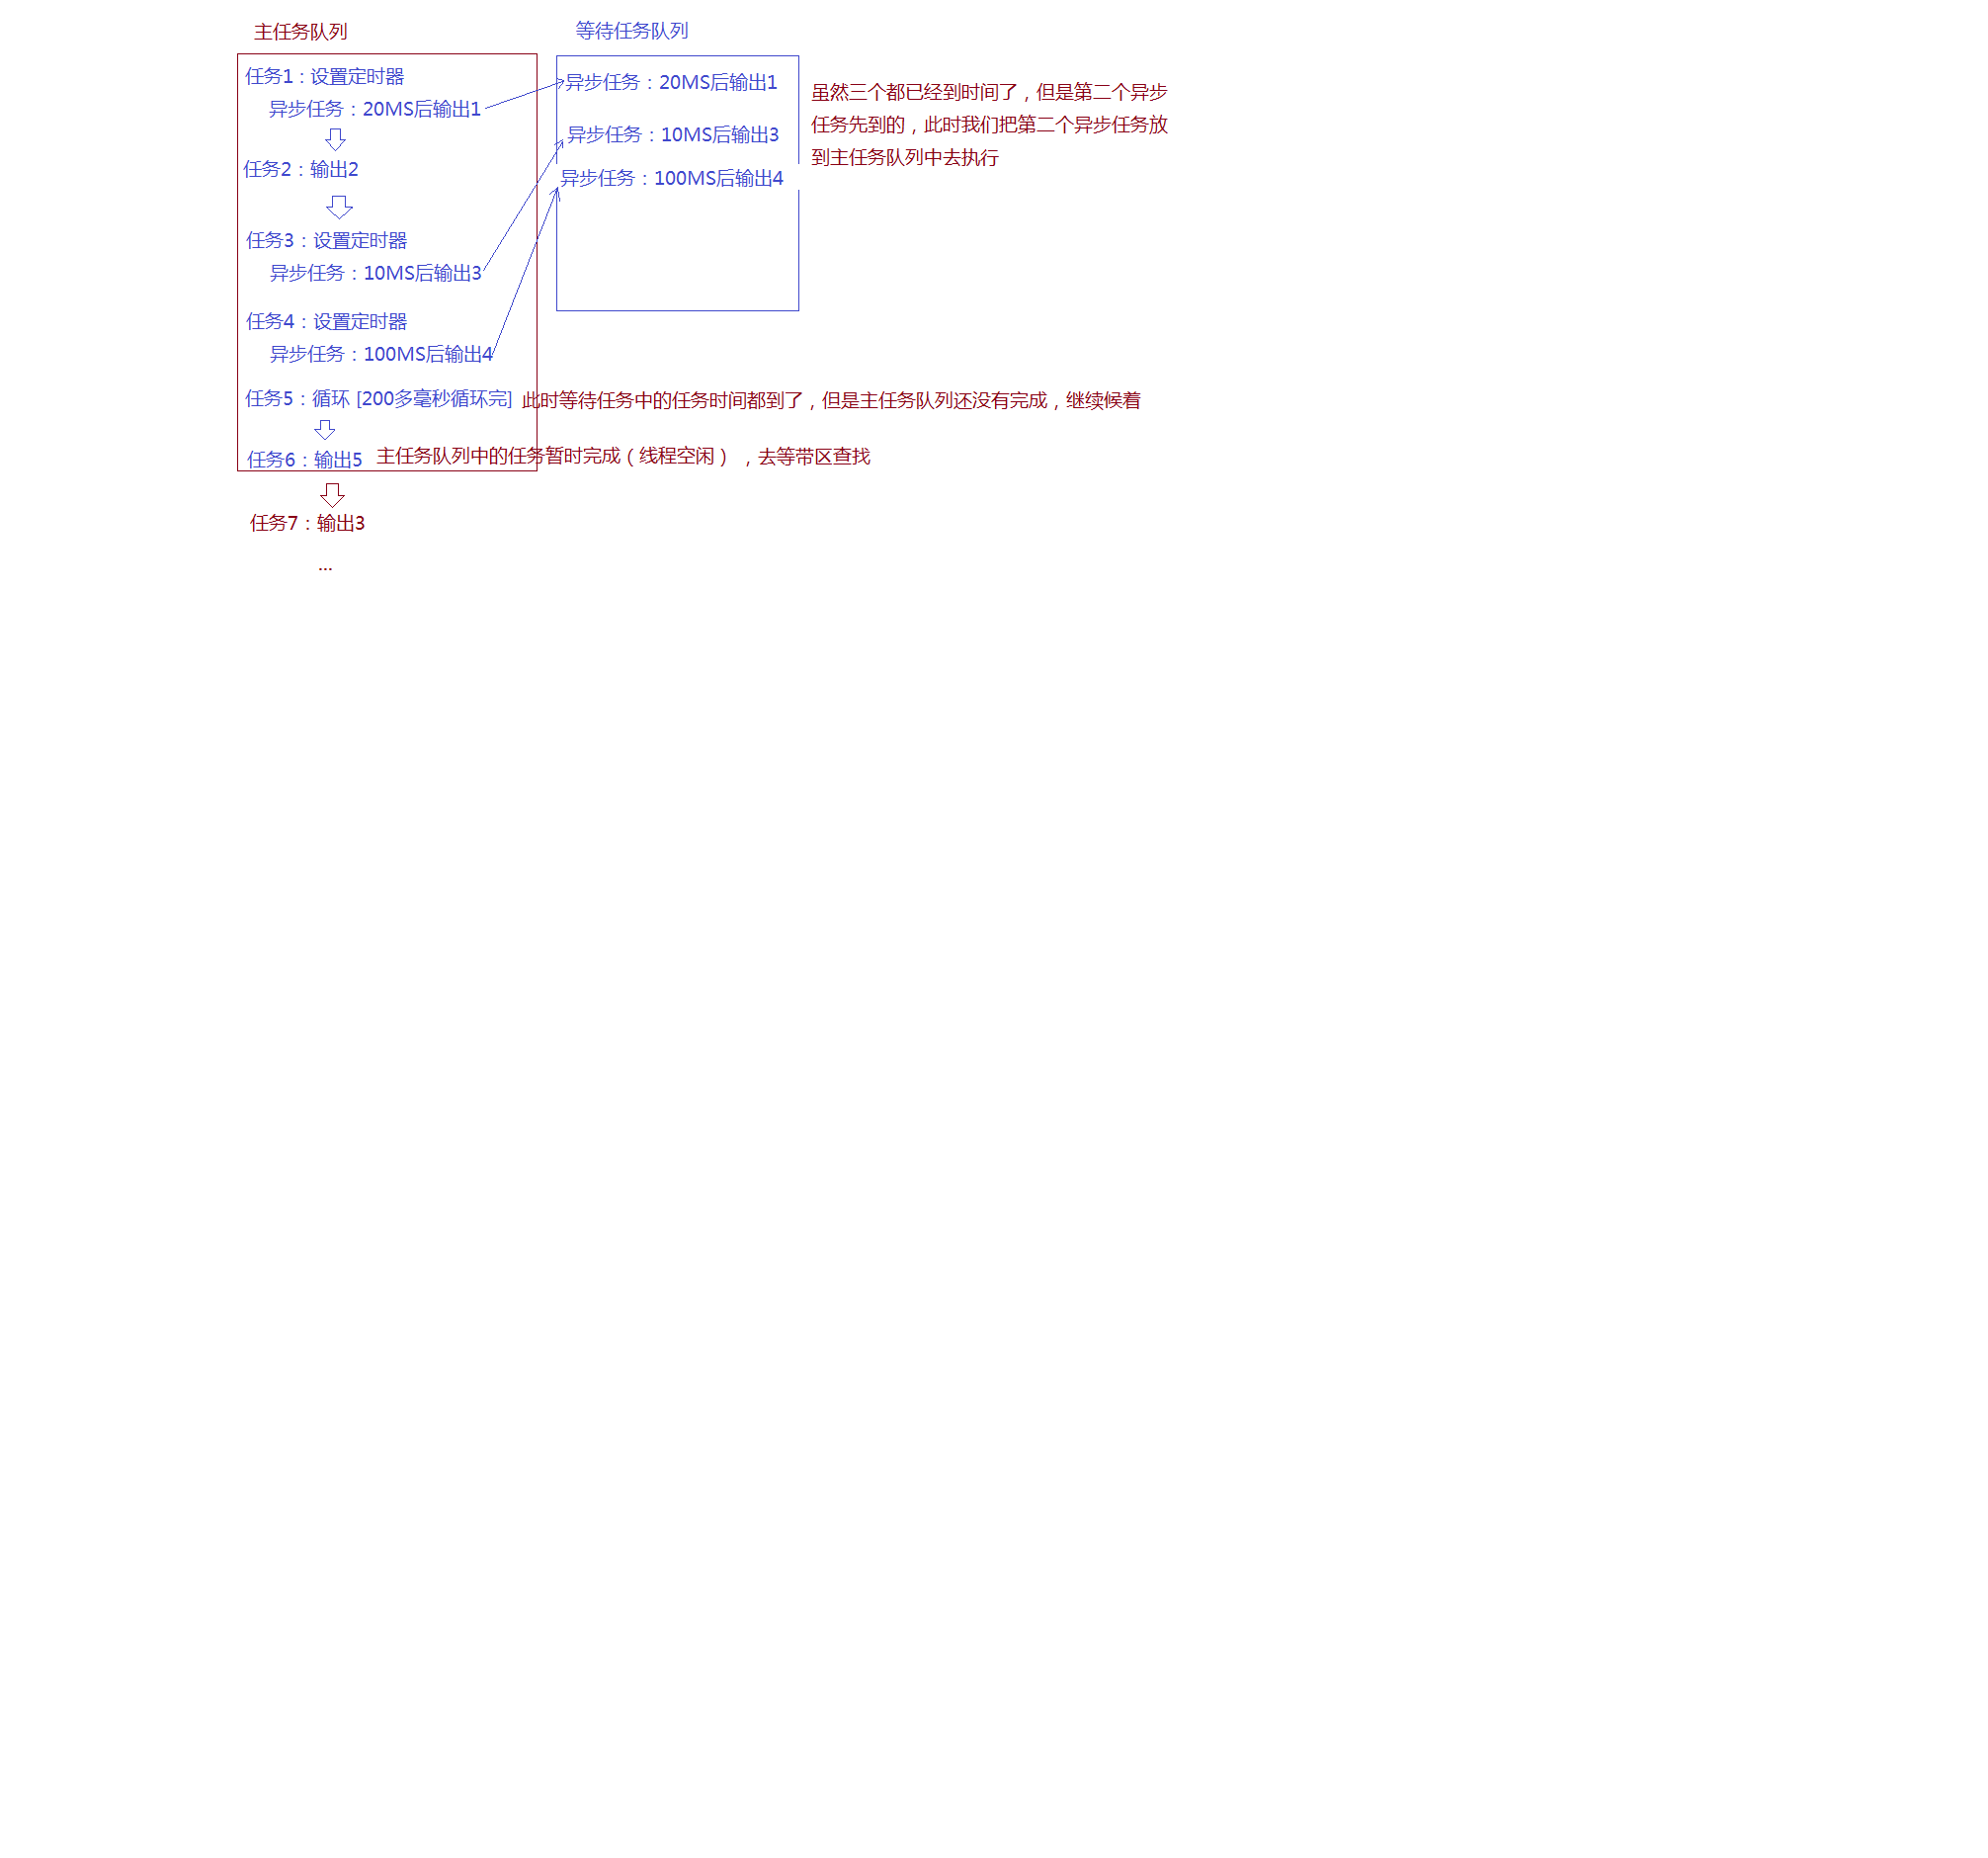 主任务队列
等待任务队列
任务1：设置定时器
异步任务：20MS后输出1
任务2：输出2
任务3：设置定时器
异步任务：10MS后输出3
任务4：设置定时器
异步任务：100MS后输出4
任务5：循环 [200多毫秒循环完]
此时等待任务中的任务时间都到了，但是主任务队列还没有完成，继续候着
任务6：输出5
主任务队列中的任务暂时完成（线程空闲），去等带区查找
任务7：输出3
...
异步任务：20MS后输出1
异步任务：10MS后输出3
异步任务：100MS后输出4
虽然三个都已经到时间了，但是第二个异步
任务先到的，此时我们把第二个异步任务放
到主任务队列中去执行